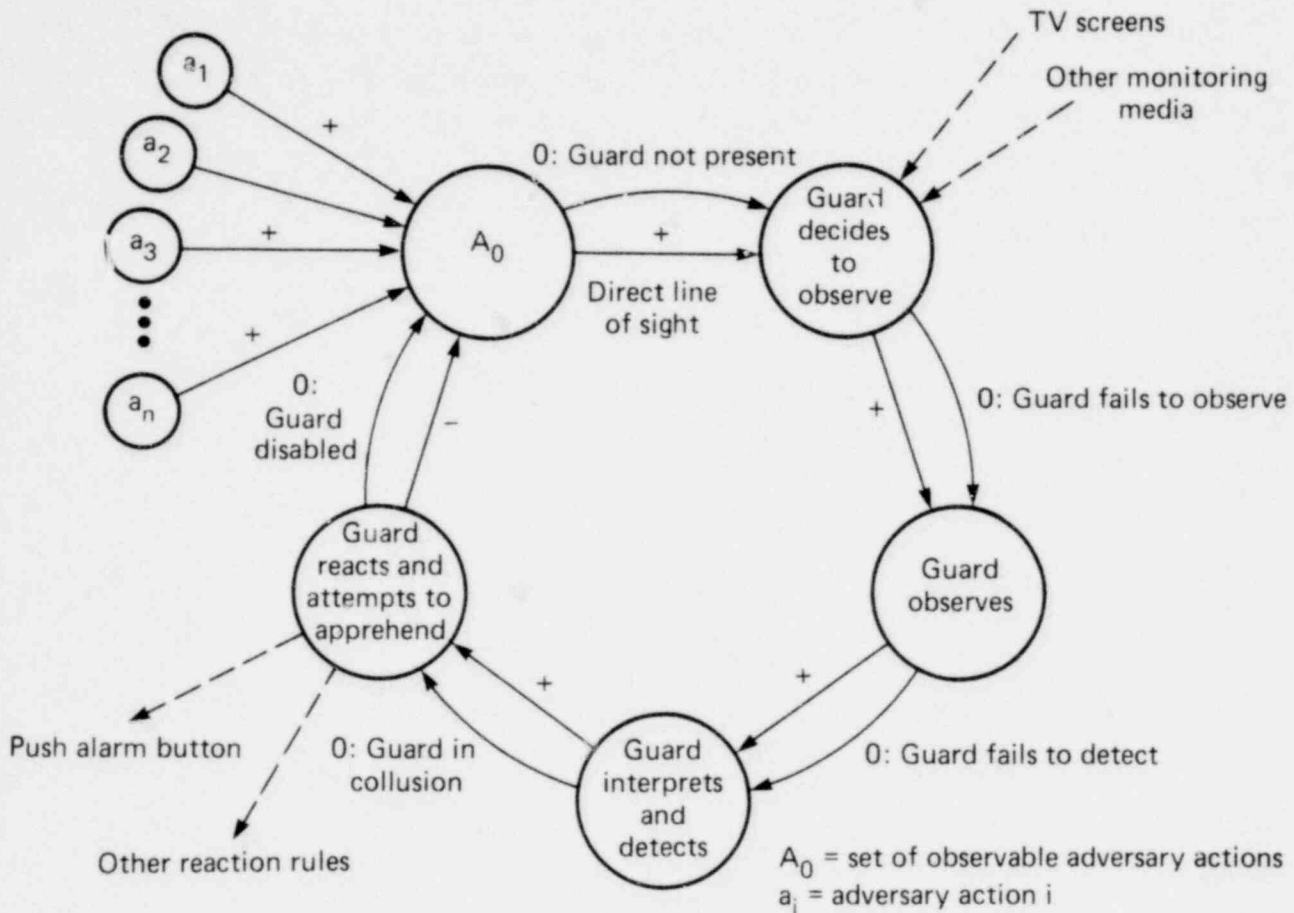 TV screens
Other monitoring
media
a1
+
a2
a3
+
+
an
A0
0: Guard not present
+
Direct line
of sight
Guard
decides
to
observe
0:
Guard
disabled
−
+
0: Guard fails to observe
Guard
reacts and
attempts to
apprehend
Guard
observes
+
+
Push alarm button
0: Guard in
collusion
Guard
interprets
and
detects
0: Guard fails to detect
Other reaction rules
A0 = set of observable adversary actions
ai = adversary action i